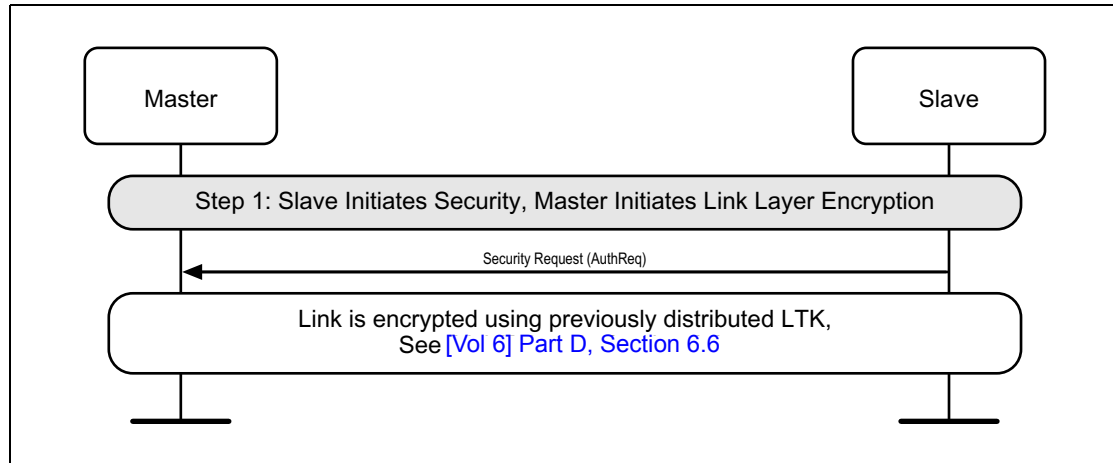 Master
Slave
Step 1: Slave Initiates Security, Master Initiates Link Layer Encryption
Security Request (AuthReq)
Link is encrypted using previously distributed LTK,
See [Vol 6] Part D, Section 6.6